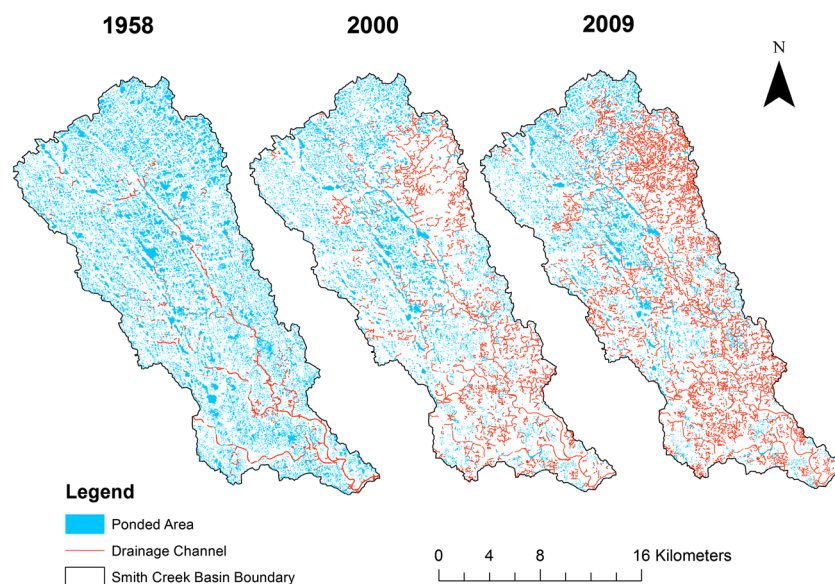 1958 2000 2009
N
Legend
Ponded Area
Drainage Channel
Smith Creek Basin Boundary
0 4 8 16 Kilometers